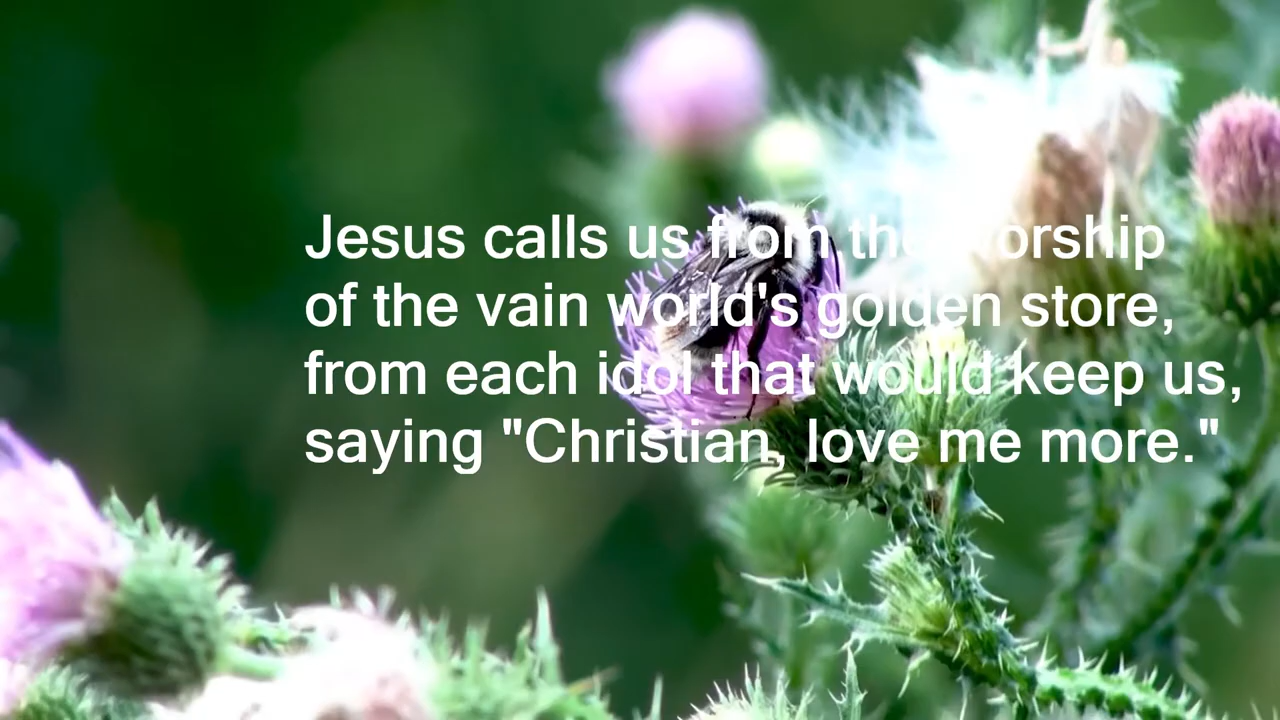 Jesus calls us from the worship
of the vain world's golden store,
from each idol that would keep us,
saying "Christian, love me more."